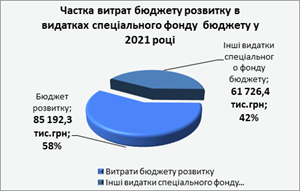 Частка витрат бюджету розвитку в
видатках спеціального фонду бюджету у
2021 році
Бюджет
розвитку;
85 192,3
тис.грн;
58%
Інші видатки
спеціальног
о фонду
бюджету;
61 726,4
тис.грн;
42%
Витрати бюджету розвитку
Інші видатки спеціального фонду...